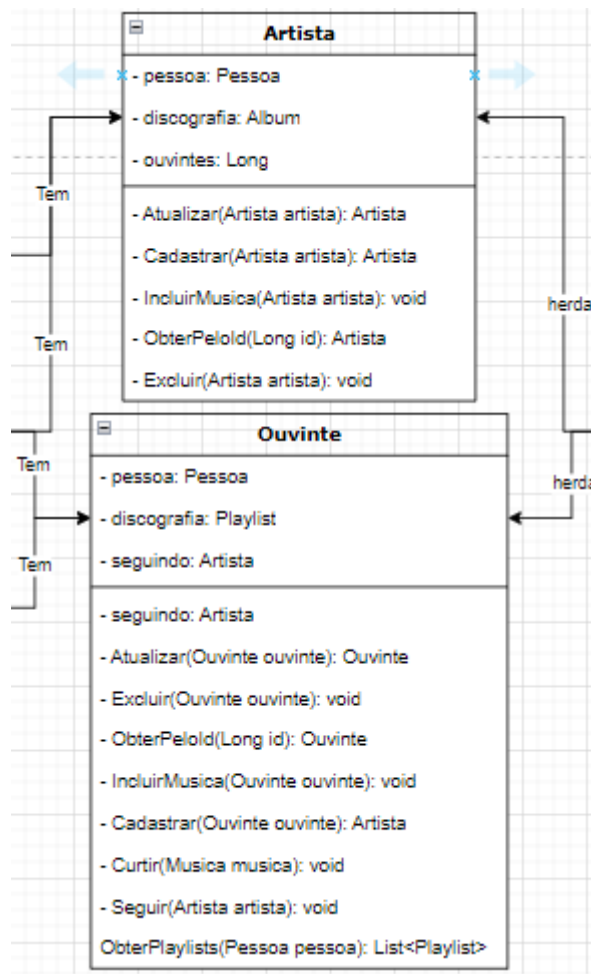 Artista
- pessoa: Pessoa
- discografia: Album
- ouvintes: Long
Tem
- Atualizar(Artista artista): Artista
- Cadastrar(Artista artista): Artista
- IncluirMusica(Artista artista): void
herda
- ObterPeloId(Long id): Artista
Tem
- Excluir(Artista artista): void
Ouvinte
Tem
- pessoa: Pessoa
herda
- discografia: Playlist
- seguindo: Artista
Tem
- seguindo: Artista
- Atualizar(Ouvinte ouvinte): Ouvinte
- Excluir(Ouvinte ouvinte): void
- ObterPeloId(Long id): Ouvinte
- IncluirMusica(Ouvinte ouvinte): void
- Cadastrar(Ouvinte ouvinte): Artista
- Curtir(Musica musica): void
- Seguir(Artista artista): void
ObterPlaylists(Pessoa pessoa): List<Playlist>